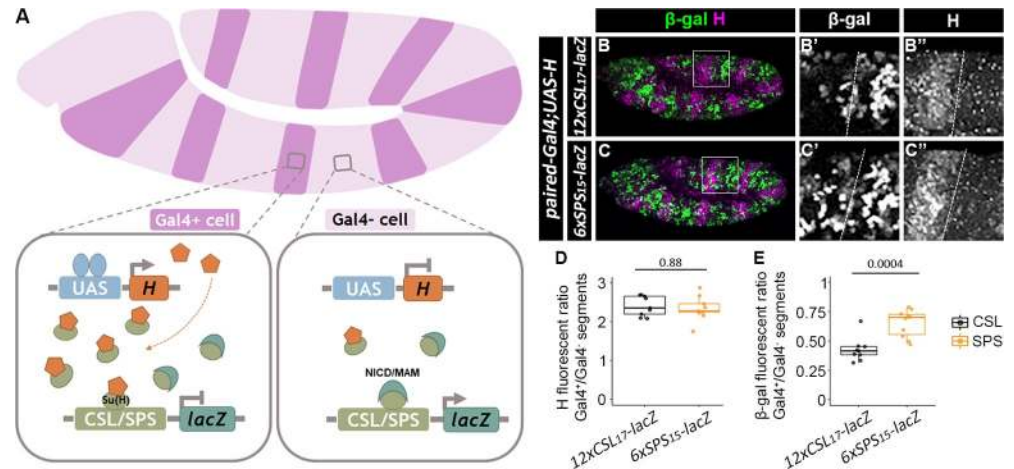 A
Gal4+ cell
Gal4- cell
UAS
H
Su(H)
CSL/SPS
lacZ
UAS
H
NICD/MAM
CSL/SPS
lacZ
β-gal H
β-gal
H
paired-Gal4;UAS-H
12xCSL17-lacZ
6xSPS15-lacZ
B
B'
B"
C
C'
C"
D
0.88
H fluorescent ratio
Gal4+/Gal4- segments
3
2
1
0
12xCSL17-lacZ
6xSPS15-lacZ
E
0.0004
β-gal fluorescent ratio
Gal4+/Gal4- segments
0.75
0.50
0.25
0
12xCSL17-lacZ
6xSPS15-lacZ
CSL
SPS